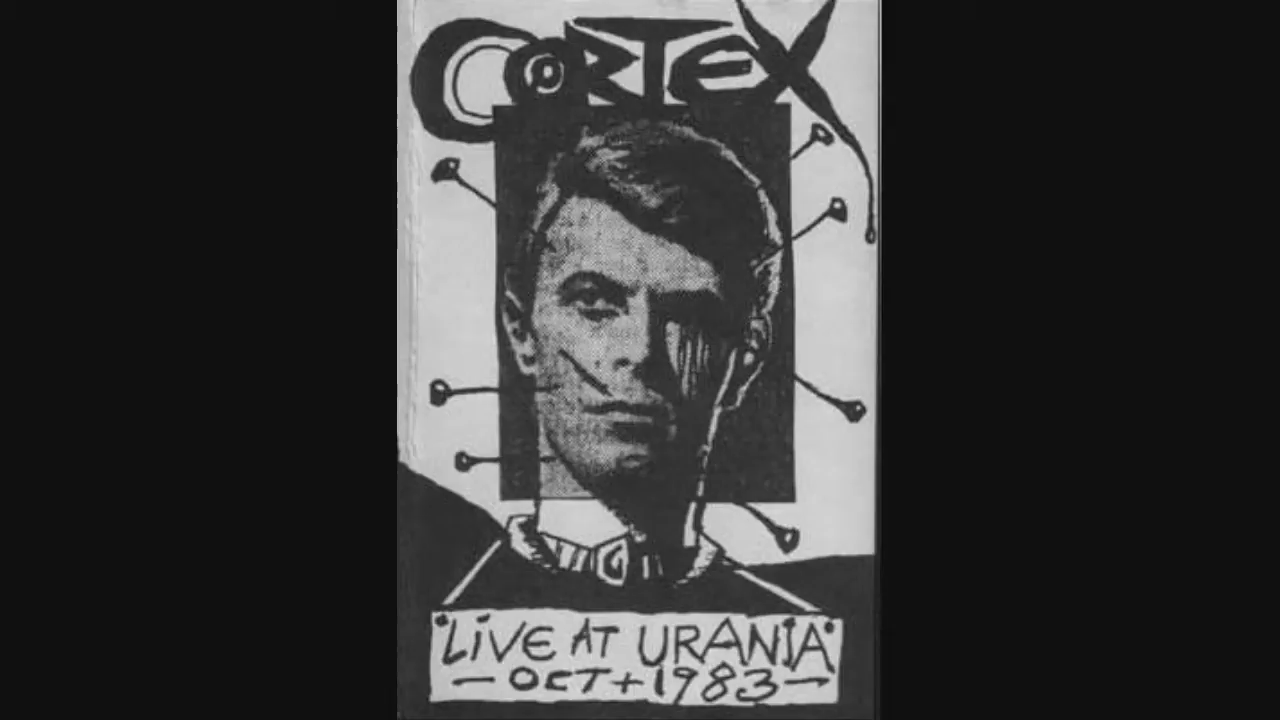 CORTEX
"LiVE AT URANiA"
— OCT + 1983 —